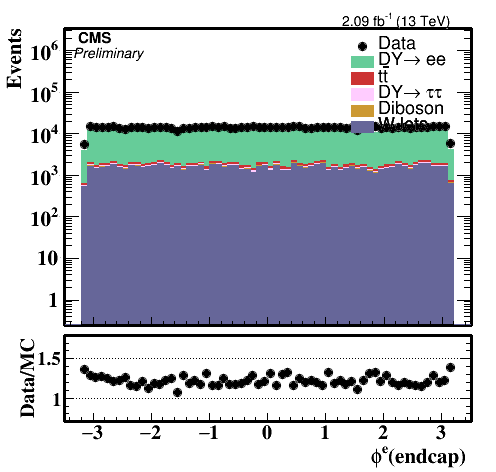 2.09 fb⁻¹ (13 TeV)
CMS
Preliminary
Events
10⁶
10⁵
10⁴
10³
10²
10
1
Data
DY→ ee
tt̄
DY→ ττ
Diboson
WJets
Data/MC
1.5
1
−3 −2 −1 0 1 2 3
ϕᵉ(endcap)